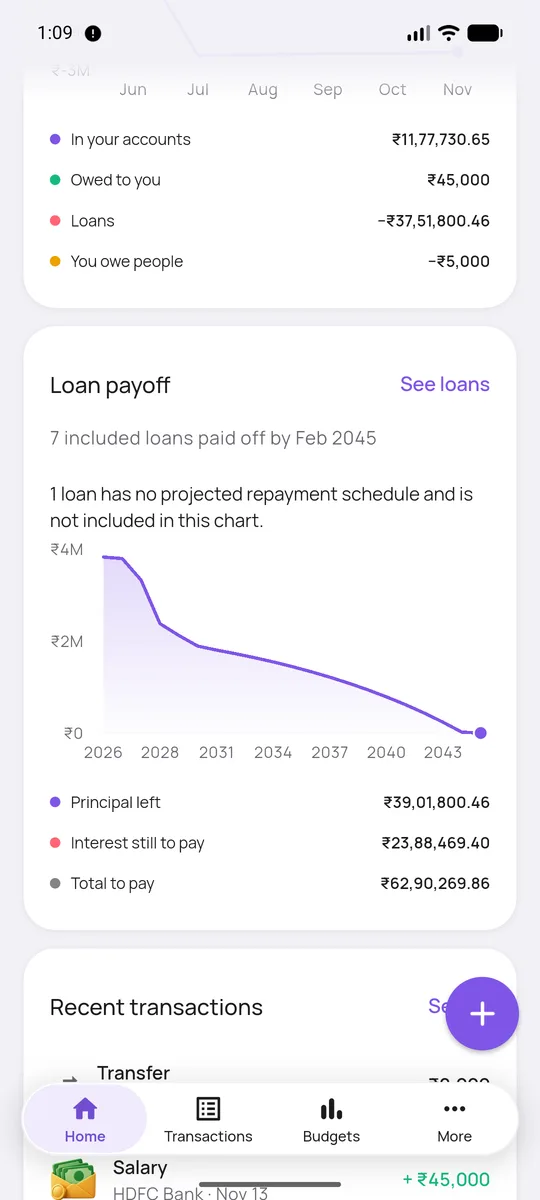 1:09
₹-3M
Jun Jul Aug Sep Oct Nov
In your accounts ₹11,77,730.65
Owed to you ₹45,000
Loans −₹37,51,800.46
You owe people −₹5,000
Loan payoff See loans
7 included loans paid off by Feb 2045
1 loan has no projected repayment schedule and is
not included in this chart.
₹4M
₹2M
₹0
2026 2028 2031 2034 2037 2040 2043
Principal left ₹39,01,800.46
Interest still to pay ₹23,88,469.40
Total to pay ₹62,90,269.86
Recent transactions
Transfer
Home Transactions Budgets More
Salary + ₹45,000
HDFC Bank · Nov 13